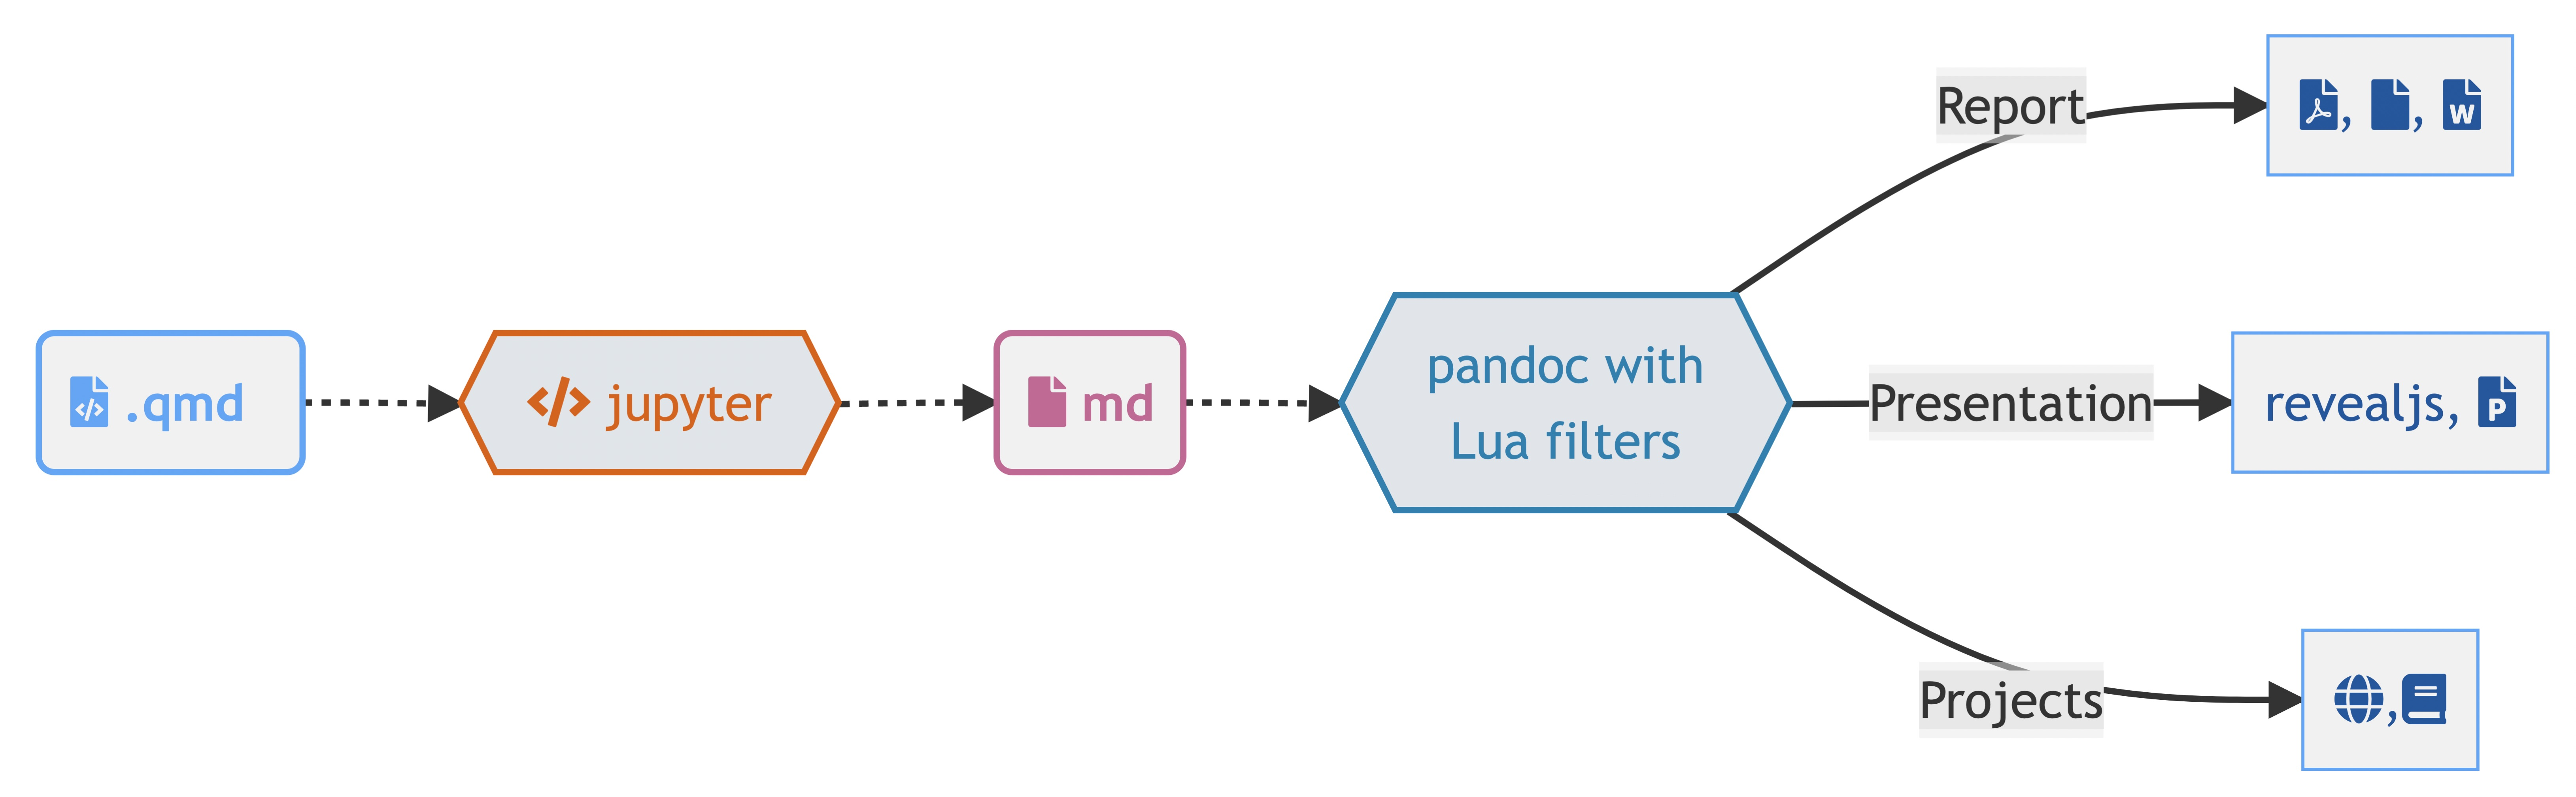 .qmd
jupyter
md
pandoc with
Lua filters
Report
, , W
Presentation
revealjs, P
Projects
,